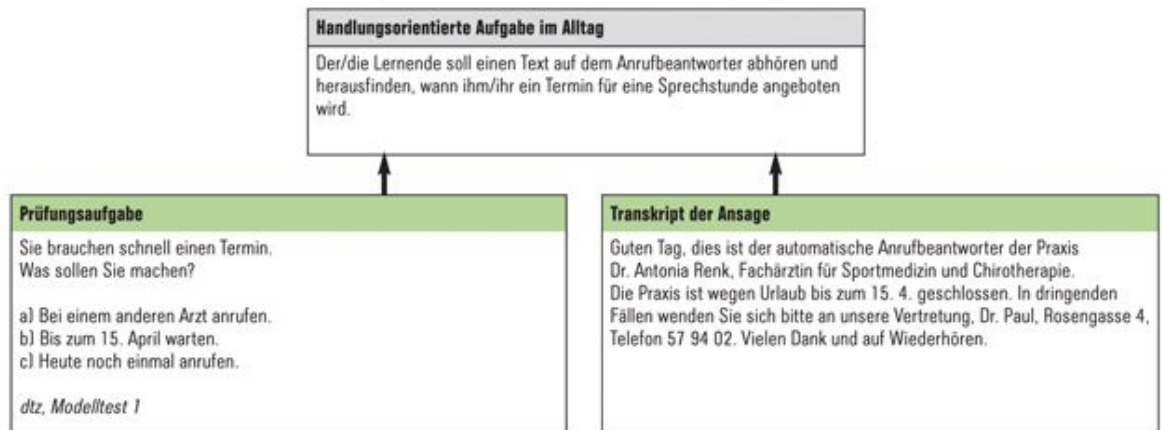 Handlungsorientierte Aufgabe im Alltag
Der/die Lernende soll einen Text auf dem Anrufbeantworter abhören und
herausfinden, wann ihm/ihr ein Termin für eine Sprechstunde angeboten
wird.
Prüfungsaufgabe
Sie brauchen schnell einen Termin.
Was sollen Sie machen?
a) Bei einem anderen Arzt anrufen.
b) Bis zum 15. April warten.
c) Heute noch einmal anrufen.
dtz, Modelltest 1
Transkript der Ansage
Guten Tag, dies ist der automatische Anrufbeantworter der Praxis
Dr. Antonia Renk, Fachärztin für Sportmedizin und Chirotherapie.
Die Praxis ist wegen Urlaub bis zum 15. 4. geschlossen. In dringenden
Fällen wenden Sie sich bitte an unsere Vertretung, Dr. Paul, Rosengasse 4,
Telefon 57 94 02. Vielen Dank und auf Wiederhören.